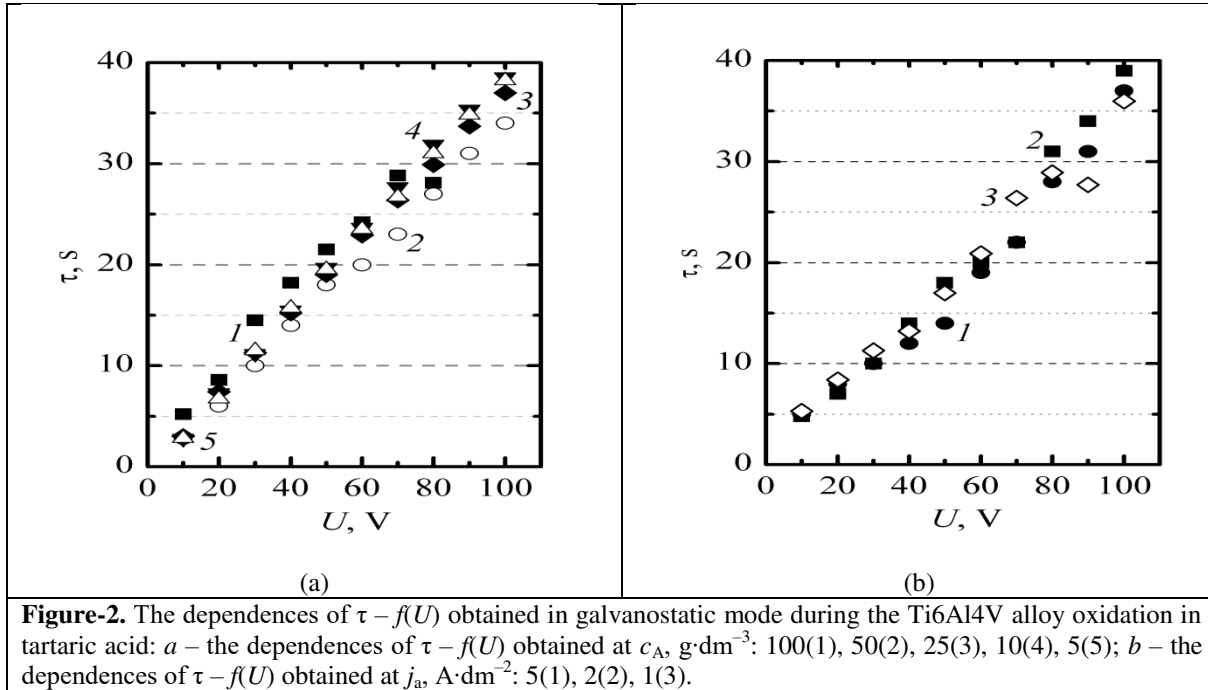 40
30
20
10
0
τ, s
1
2
3
4
5
0 20 40 60 80 100
U, V
(a)
40
30
20
10
0
τ, s
1
2
3
0 20 40 60 80 100
U, V
(b)
Figure-2. The dependences of τ – f(U) obtained in galvanostatic mode during the Ti6Al4V alloy oxidation in
tartaric acid: a – the dependences of τ – f(U) obtained at cA, g·dm⁻³: 100(1), 50(2), 25(3), 10(4), 5(5); b – the
dependences of τ – f(U) obtained at ja, A·dm⁻²: 5(1), 2(2), 1(3).